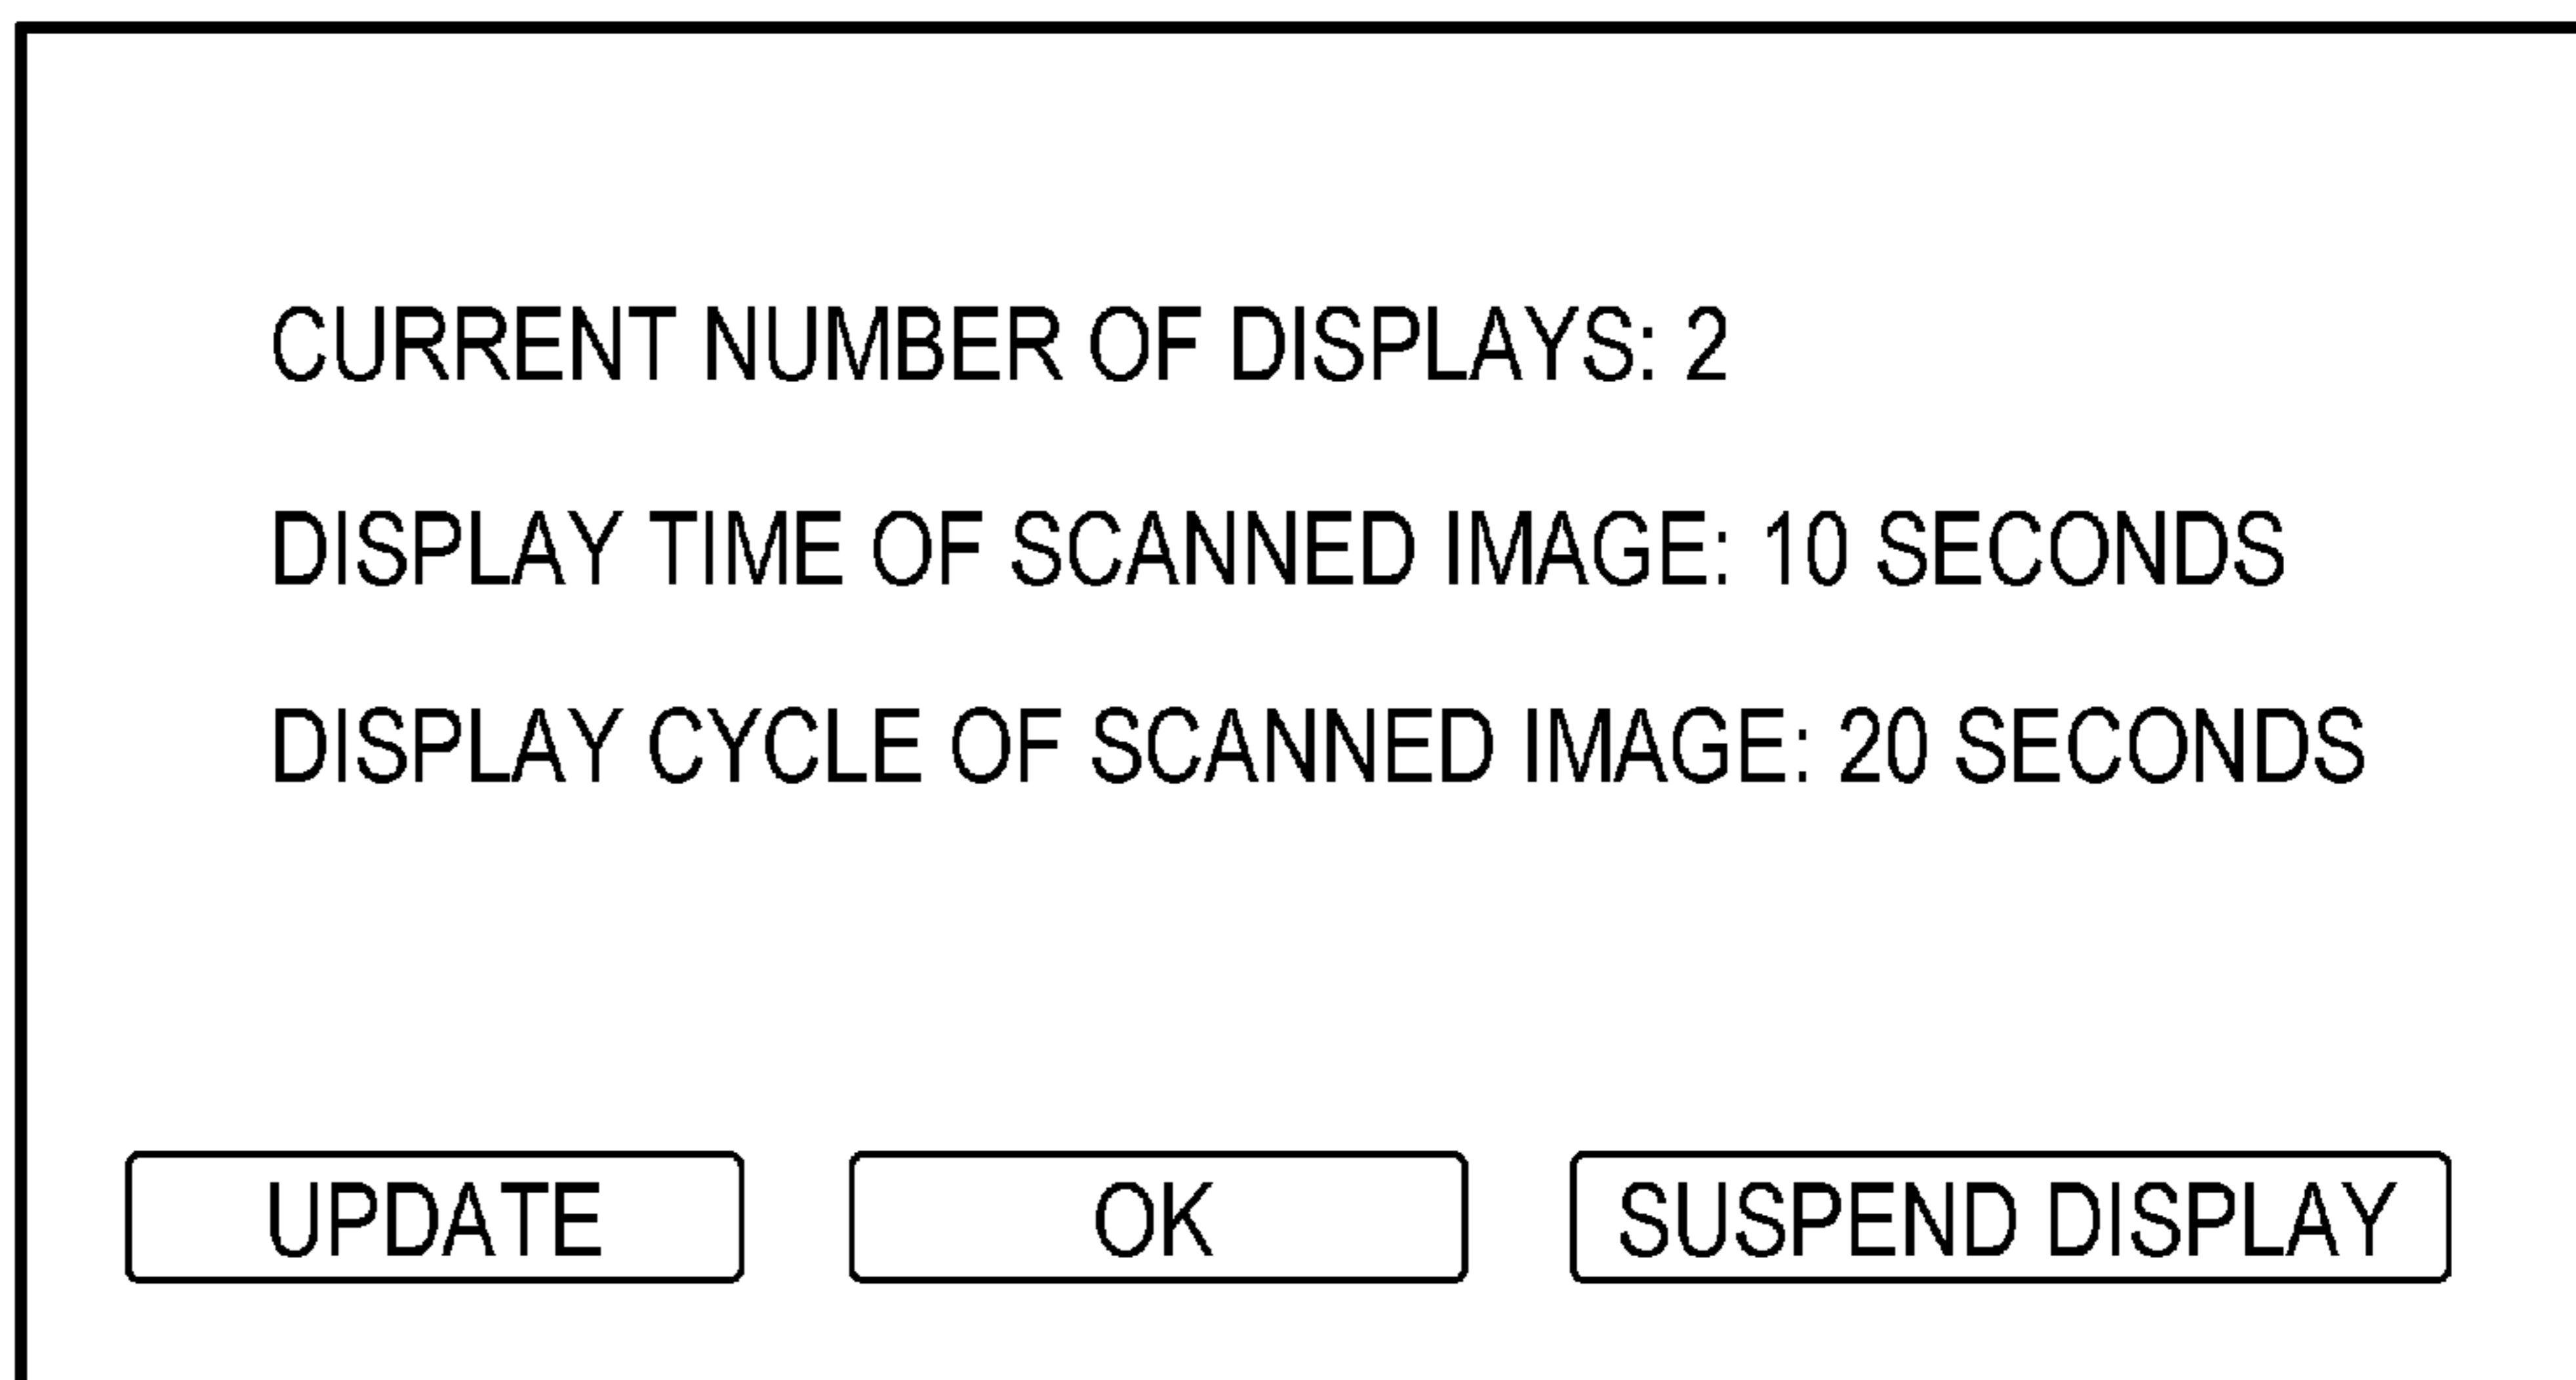 CURRENT NUMBER OF DISPLAYS: 2
DISPLAY TIME OF SCANNED IMAGE: 10 SECONDS
DISPLAY CYCLE OF SCANNED IMAGE: 20 SECONDS
UPDATE OK SUSPEND DISPLAY